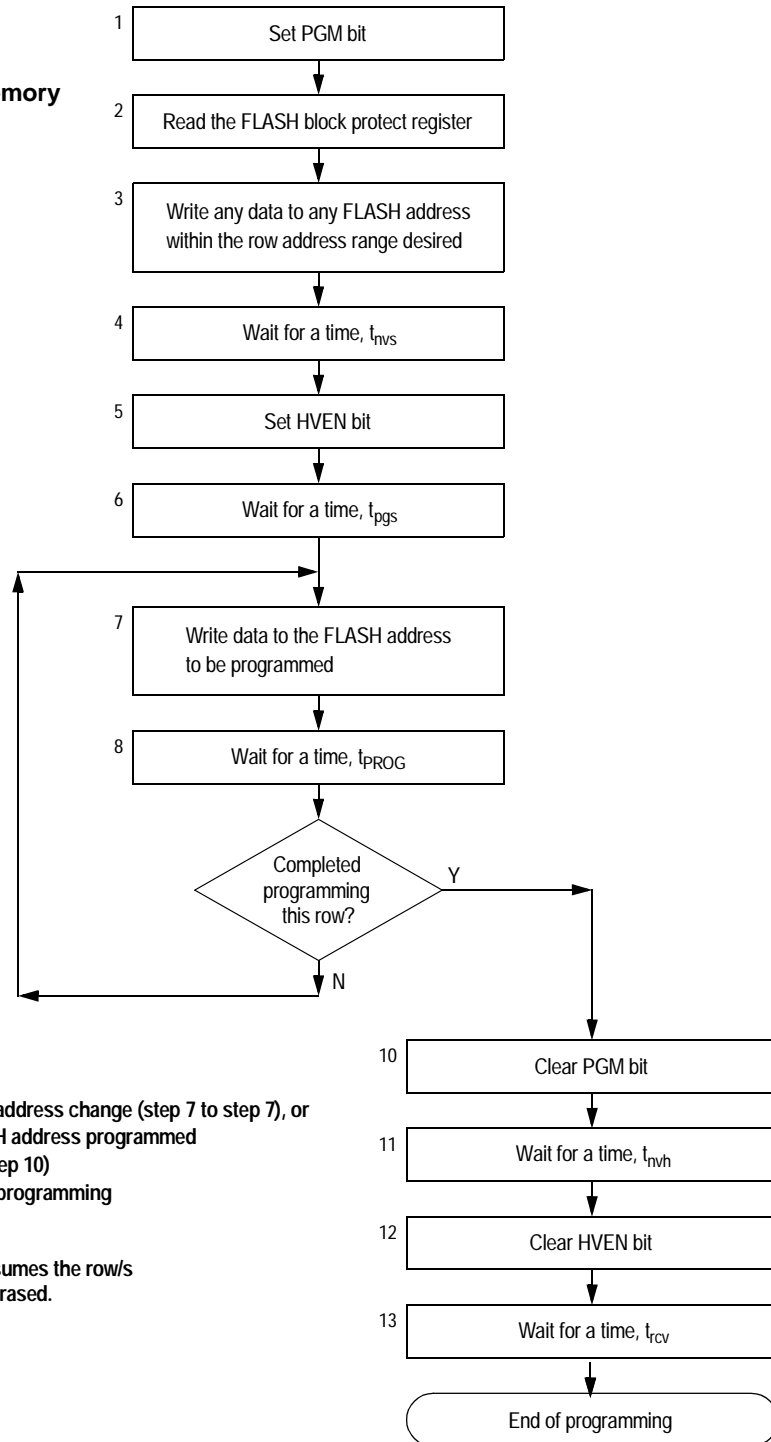 1
Set PGM bit
2
Read the FLASH block protect register
3
Write any data to any FLASH address
within the row address range desired
4
Wait for a time, tnvs
5
Set HVEN bit
6
Wait for a time, tpgs
7
Write data to the FLASH address
to be programmed
8
Wait for a time, tPROG
Completed
programming
this row?
Y
N
10
Clear PGM bit
11
Wait for a time, tnvh
12
Clear HVEN bit
13
Wait for a time, trcv
End of programming
address change (step 7 to step 7), or
address programmed
10)
programming
the row/s